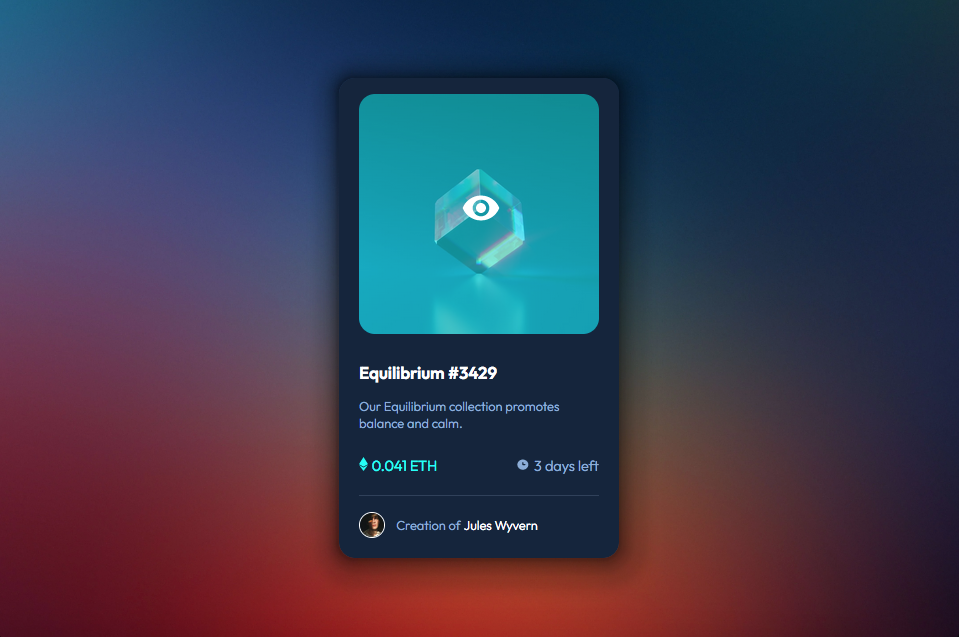 Equilibrium #3429
Our Equilibrium collection promotes
balance and calm.
0.041 ETH
3 days left
Creation of Jules Wyvern